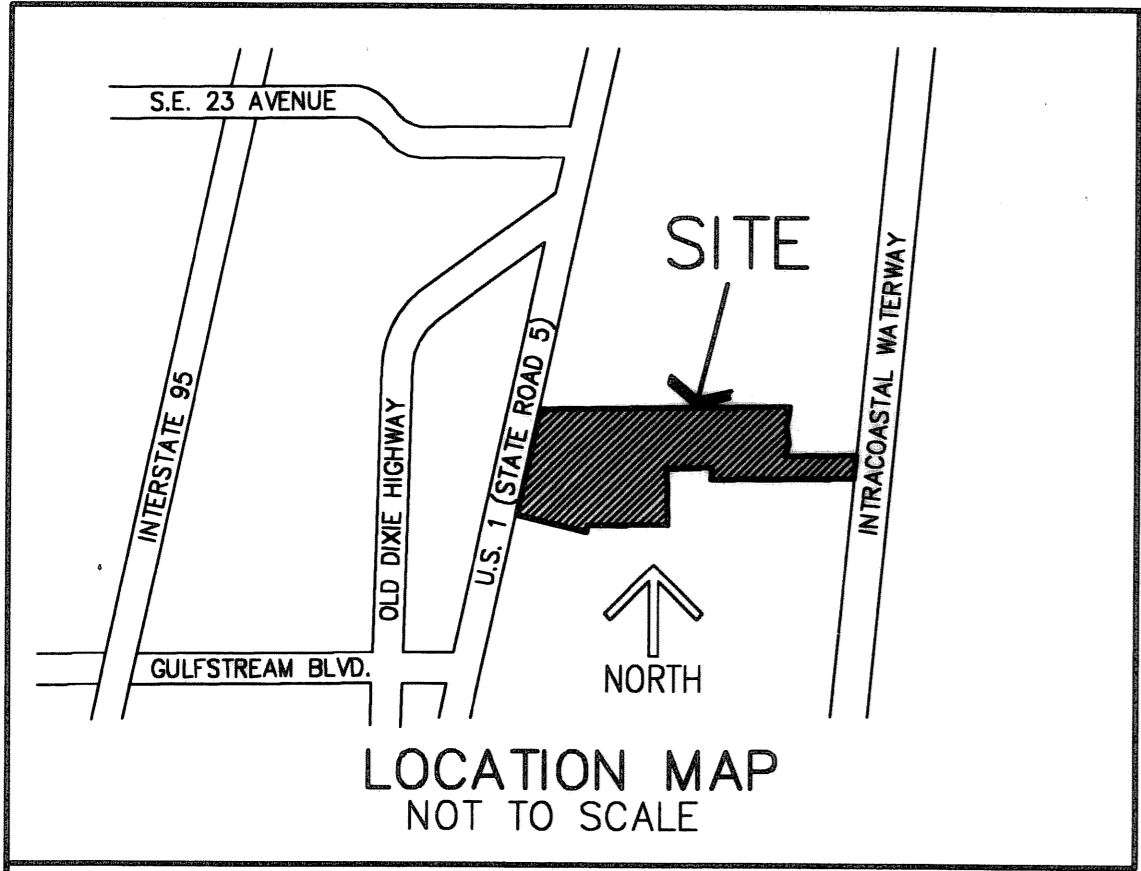 S.E. 23 AVENUE
SITE
INTERSTATE 95
OLD DIXIE HIGHWAY
U.S. 1 (STATE ROAD 5)
INTRACOASTAL WATERWAY
GULFSTREAM BLVD.
NORTH
LOCATION MAP
NOT TO SCALE